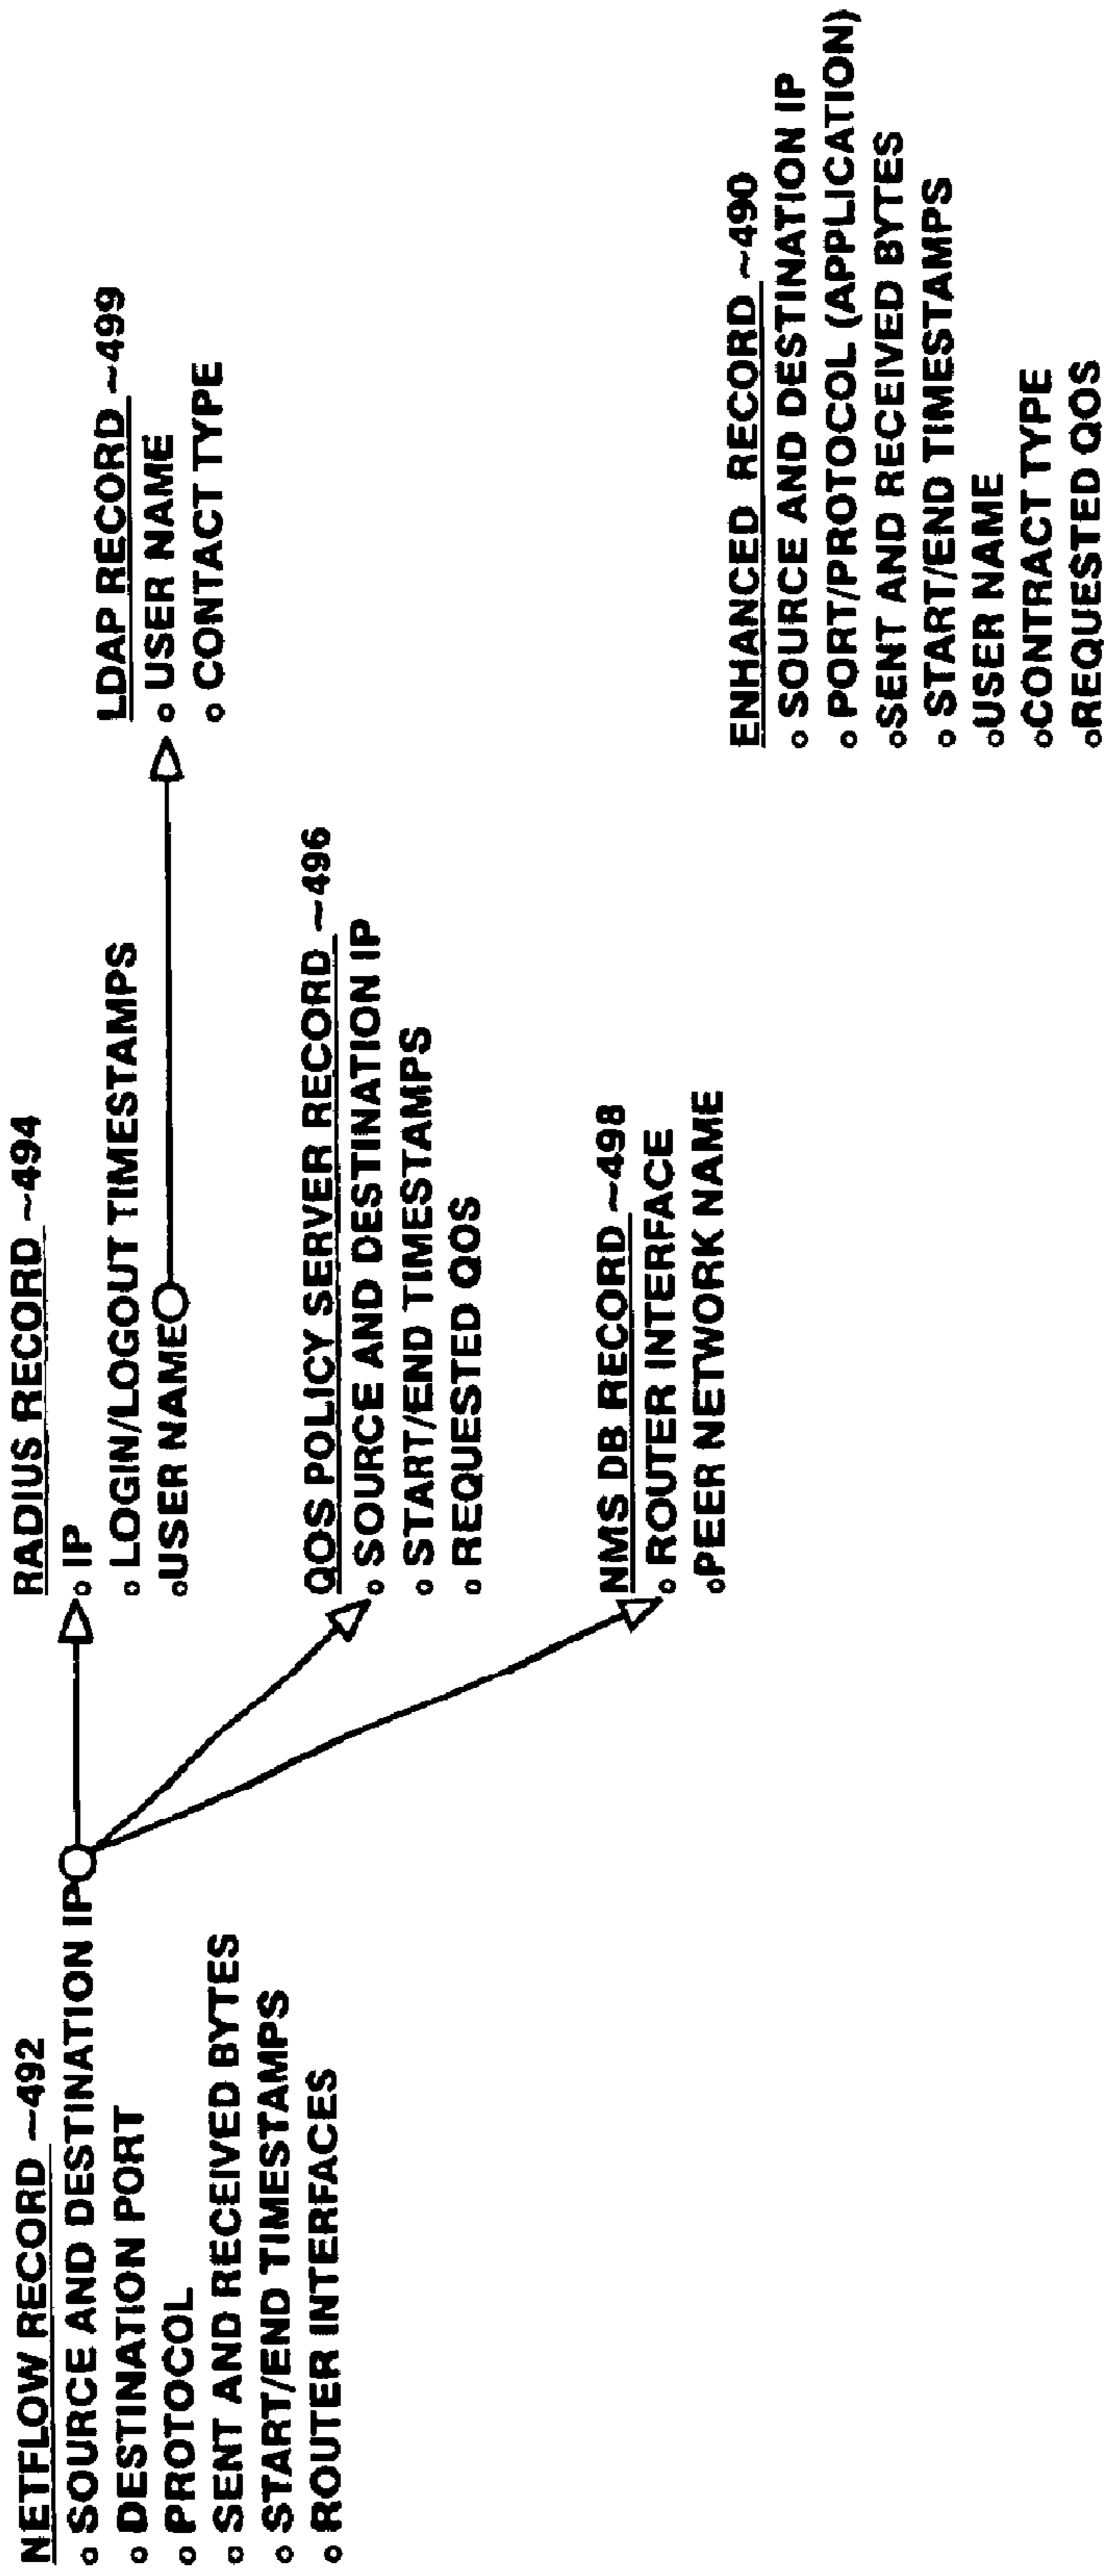 NETFLOW RECORD ~492
o SOURCE AND DESTINATION IP
o DESTINATION PORT
o PROTOCOL
o SENT AND RECEIVED BYTES
o START/END TIMESTAMPS
o ROUTER INTERFACES
RADIUS RECORD ~494
o IP
o LOGIN/LOGOUT TIMESTAMPS
o USER NAME
QOS POLICY SERVER RECORD ~496
o SOURCE AND DESTINATION IP
o START/END TIMESTAMPS
o REQUESTED QOS
NMS DB RECORD ~498
o ROUTER INTERFACE
o PEER NETWORK NAME
LDAP RECORD ~499
o USER NAME
o CONTACT TYPE
ENHANCED RECORD ~490
o SOURCE AND DESTINATION IP
o PORT/PROTOCOL (APPLICATION)
o SENT AND RECEIVED BYTES
o START/END TIMESTAMPS
o USER NAME
o CONTRACT TYPE
o REQUESTED QOS